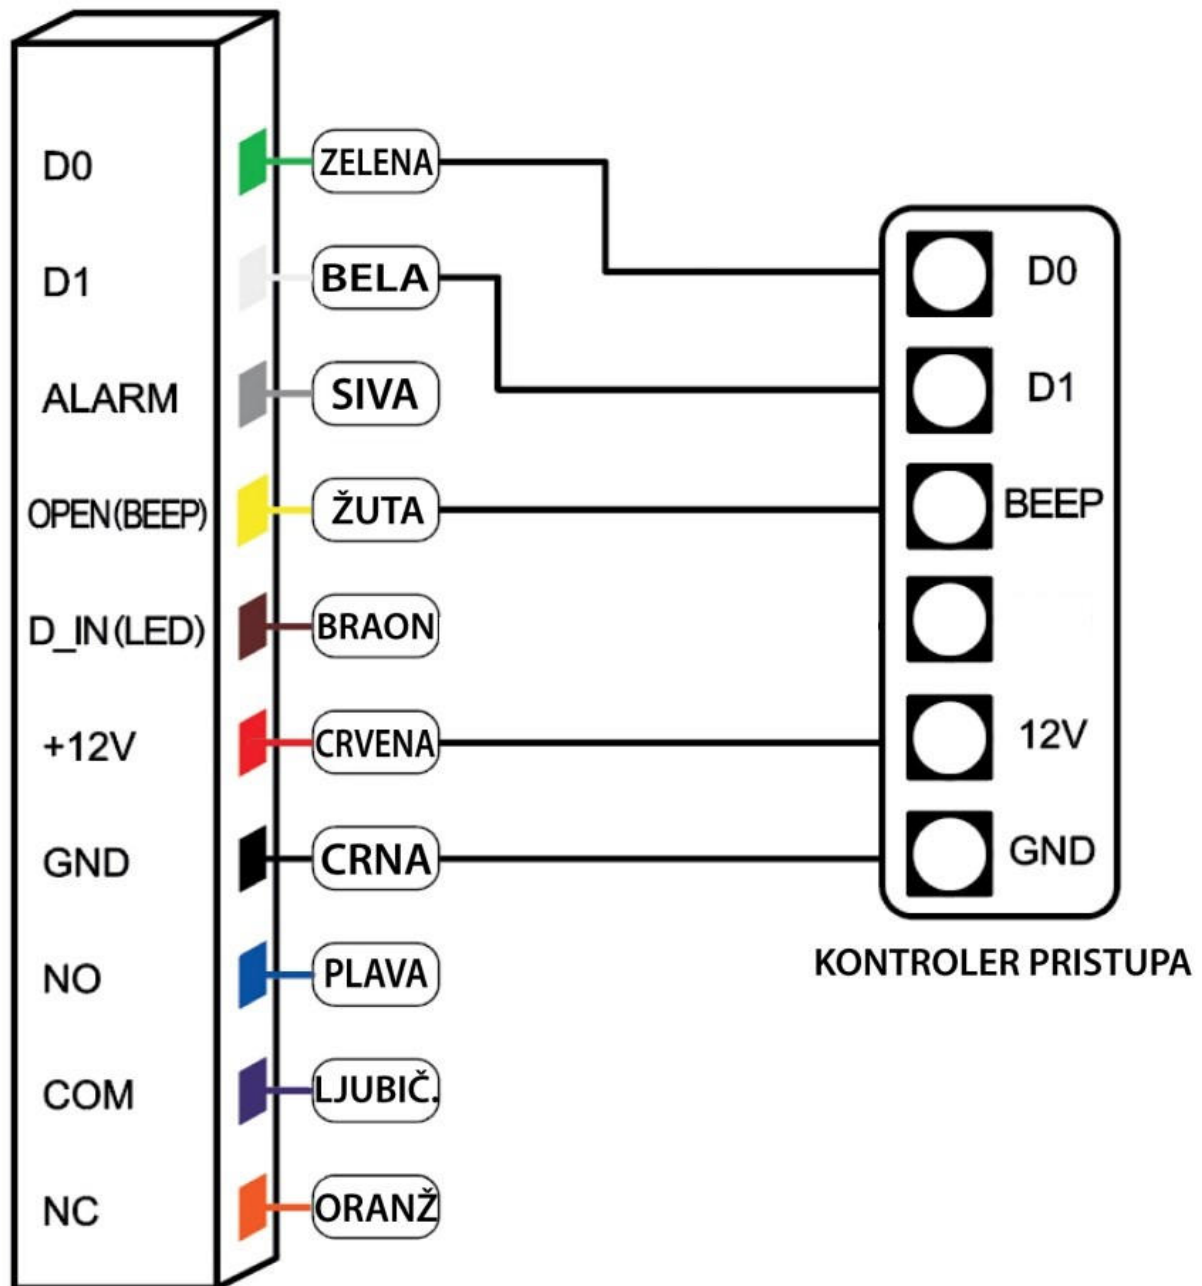 D0
ZELENA
D1
BELA
ALARM
SIVA
OPEN(BEEP)
ŽUTA
D_IN(LED)
BRAON
+12V
CRVENA
GND
CRNA
NO
PLAVA
COM
LJUBIČ.
NC
ORANŽ
D0
D1
BEEP
12V
GND
KONTROLER PRISTUPA